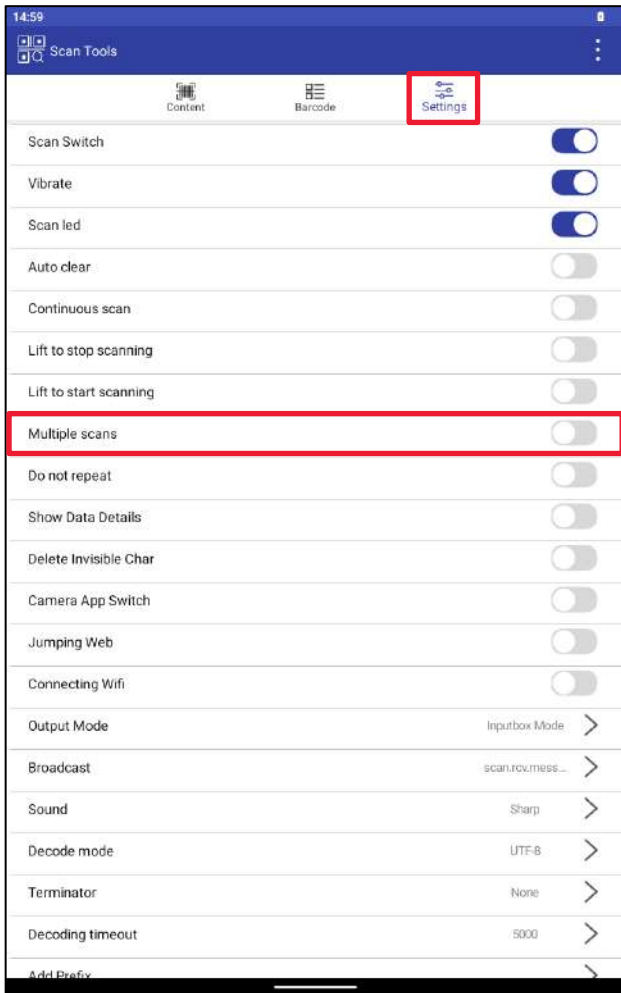 14:59
Scan Tools
Content Barcode Settings
Scan Switch
Vibrate
Scan led
Auto clear
Continuous scan
Lift to stop scanning
Lift to start scanning
Multiple scans
Do not repeat
Show Data Details
Delete Invisible Char
Camera App Switch
Jumping Web
Connecting Wifi
Output Mode Inputbox Mode
Broadcast scan.rcv.mess...
Sound Sharp
Decode mode UTF-8
Terminator None
Decoding timeout 5000
Add Prefix